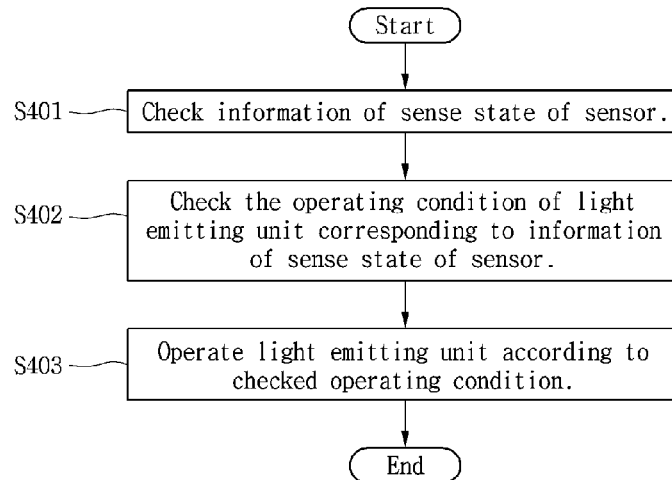 Start
S401
Check information of sense state of sensor.
S402
Check the operating condition of light
emitting unit corresponding to information
of sense state of sensor.
S403
Operate light emitting unit according to
checked operating condition.
End